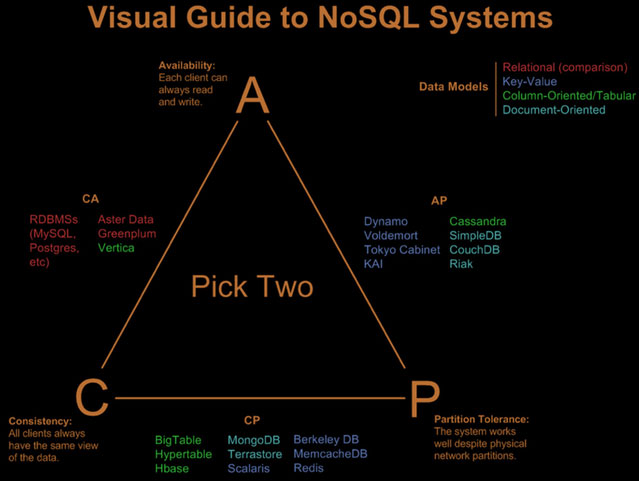 Visual Guide to NoSQL Systems
Availability:
Each client can
always read
and write.
A
Data Models
Relational (comparison)
Key-Value
Column-Oriented/Tabular
Document-Oriented
CA
RDBMSs
(MySQL,
Postgres,
etc)
Aster Data
Greenplum
Vertica
AP
Dynamo
Voldemort
Tokyo Cabinet
KAI
Cassandra
SimpleDB
CouchDB
Riak
Pick Two
C
P
Consistency:
All clients always
have the same view
of the data.
CP
BigTable
Hypertable
Hbase
MongoDB
Terrastore
Scalaris
Berkeley DB
MemcacheDB
Redis
Partition Tolerance:
The system works
well despite physical
network partitions.